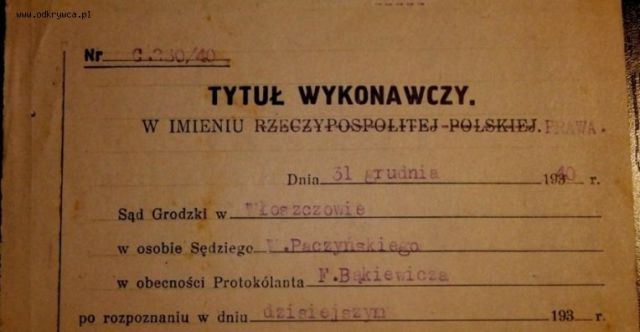 www.odkrywca.pl
Nr G.230/40
TYTUŁ WYKONAWCZY.
W IMIENIU RZECZYPOSPOLITEJ POLSKIEJ. PRAWA.
Dnia 31 grudnia 1940 r.
Sąd Grodzki w Włoszczowie
w osobie Sędziego W.Paczyńskiego
w obecności Protokólanta F.Bąkiewicza
po rozpoznaniu w dniu dzisiejszym 193 r.